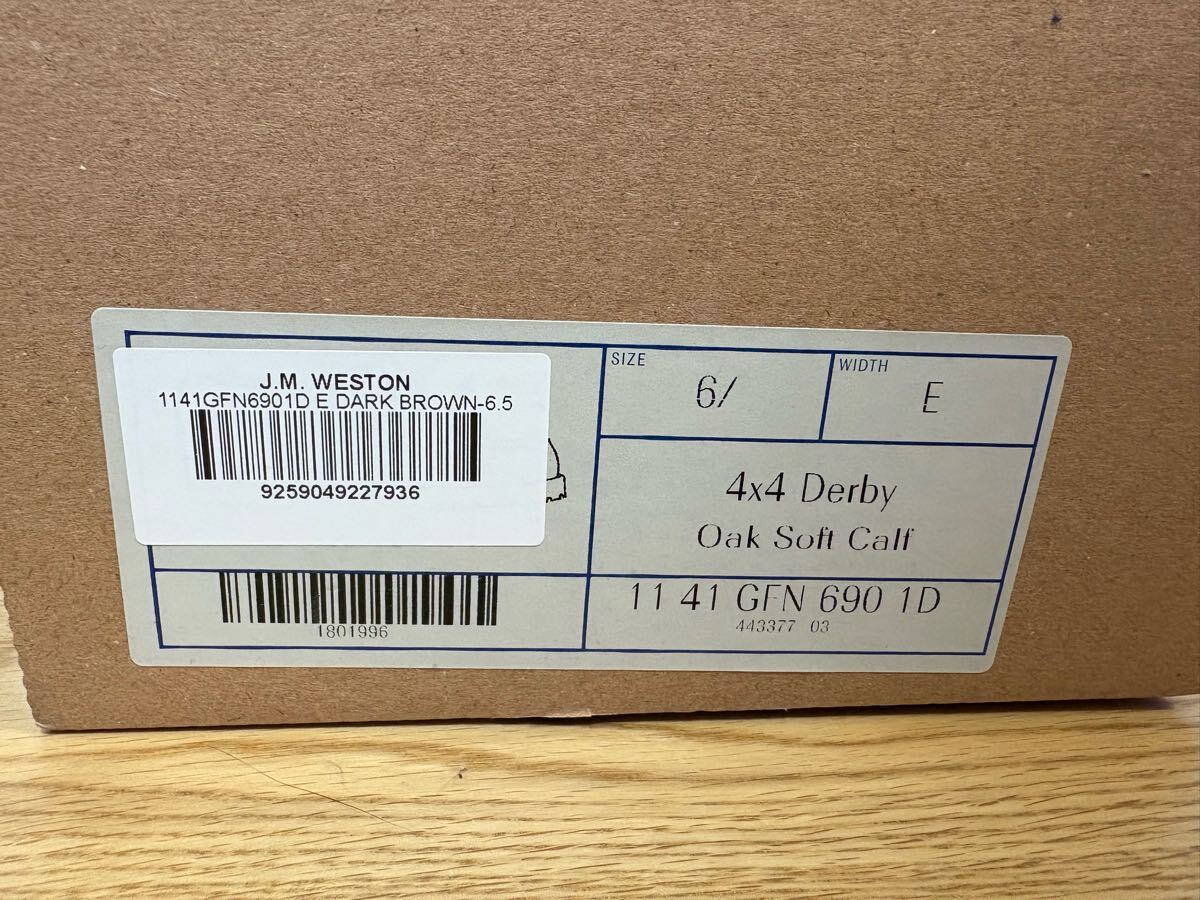 J.M. WESTON
1141GFN6901D E DARK BROWN-6.5
9259049227936
SIZE
6/
WIDTH
E
4x4 Derby
Oak Soft Calf
1801996
11 41 GFN 690 1D
443377 03